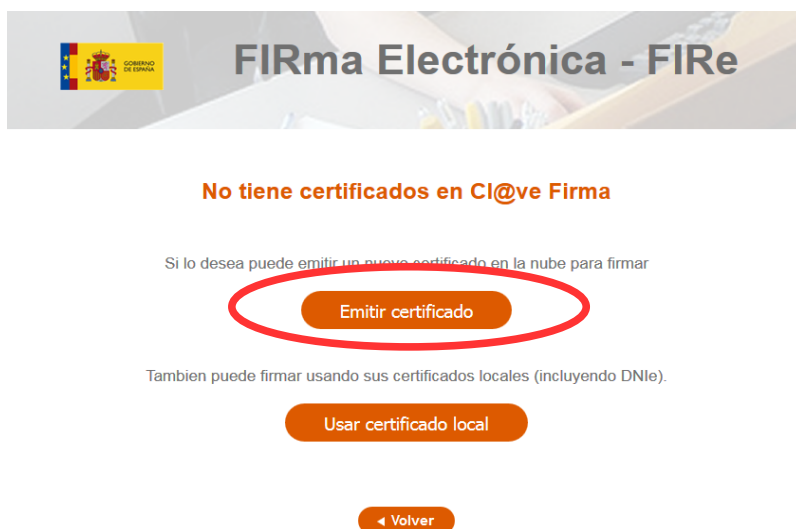 GOBIERNO
DE ESPAÑA
FIRma Electrónica - FIRe
No tiene certificados en Cl@ve Firma
Si lo desea puede emitir un nuevo certificado en la nube para firmar
Emitir certificado
Tambien puede firmar usando sus certificados locales (incluyendo DNIe).
Usar certificado local
Volver